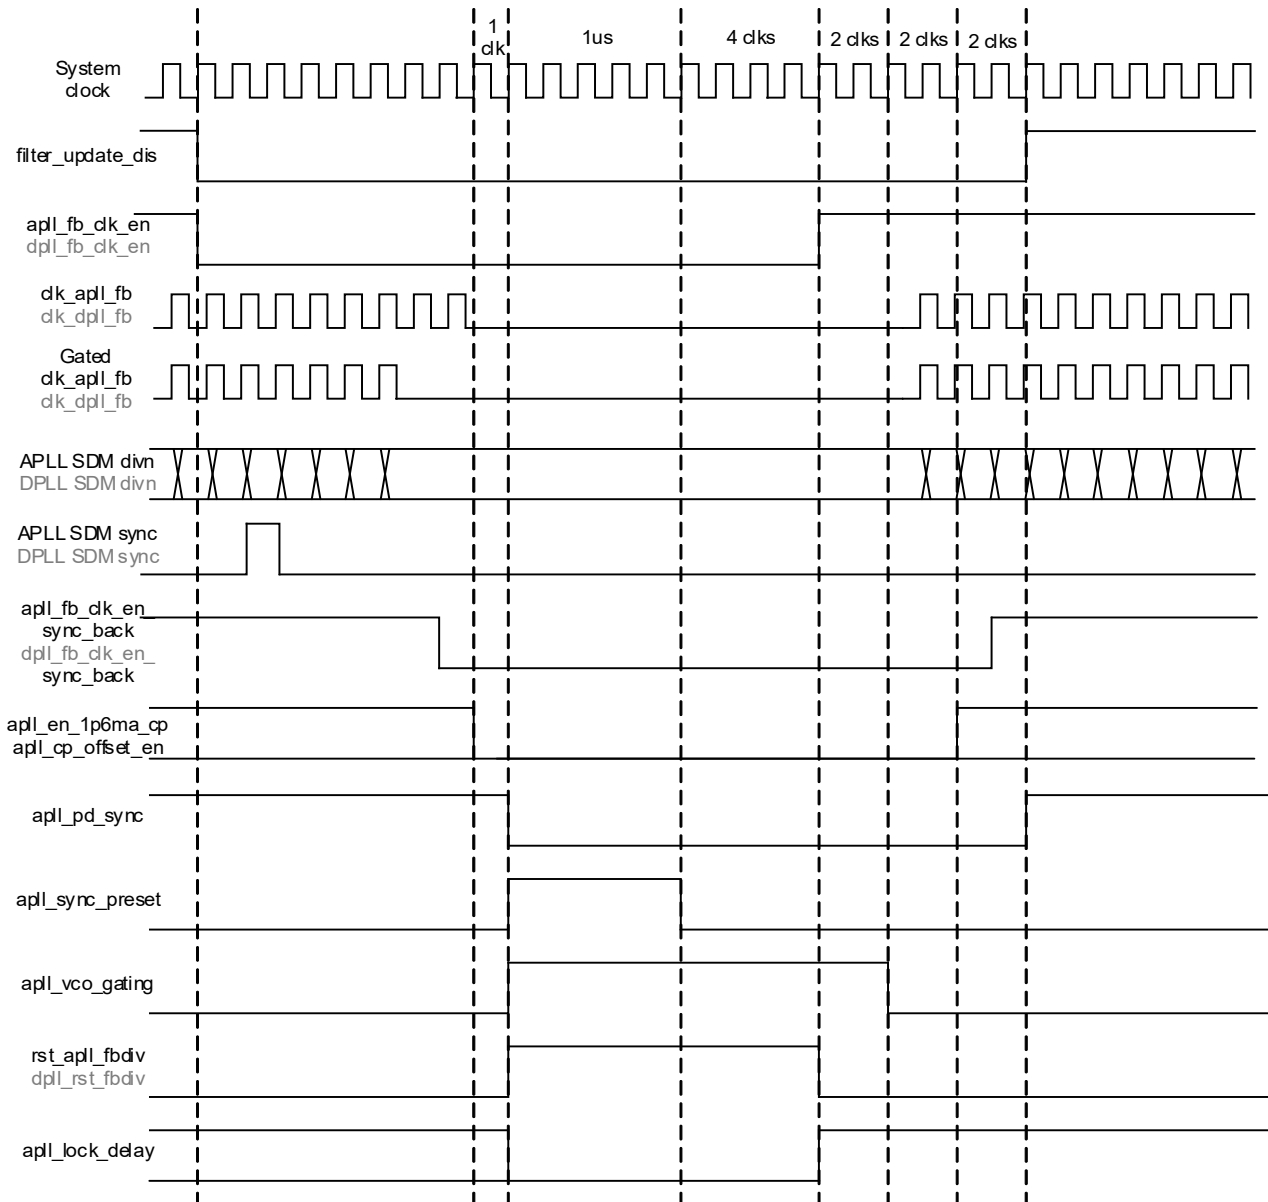 1
clk
1us
4 clks
2 clks
2 clks
2 clks
System
clock
filter_update_dis
apll_fb_clk_en
dpll_fb_clk_en
clk_apll_fb
clk_dpll_fb
Gated
clk_apll_fb
clk_dpll_fb
APLL SDM divn
DPLL SDM divn
APLL SDM sync
DPLL SDM sync
apll_fb_clk_en_
sync_back
dpll_fb_clk_en_
sync_back
apll_en_1p6ma_cp
apll_cp_offset_en
apll_pd_sync
apll_sync_preset
apll_vco_gating
rst_apll_fbdiv
dpll_rst_fbdiv
apll_lock_delay